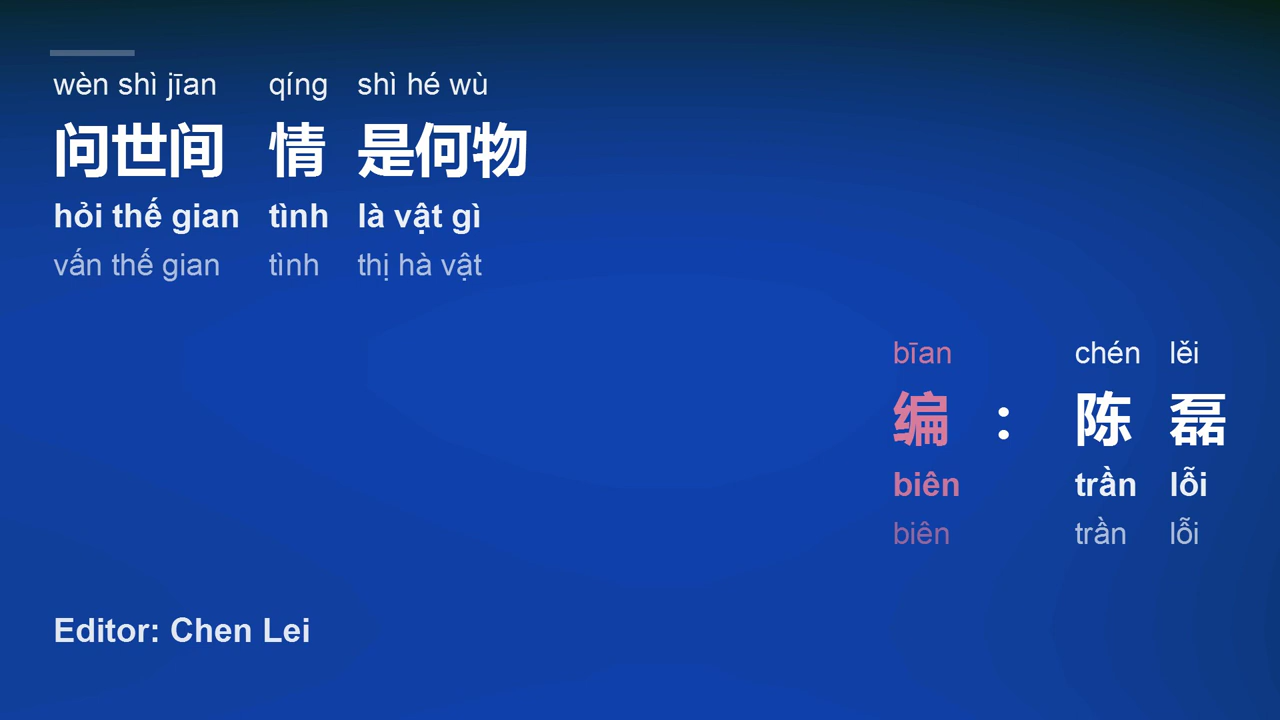 wèn shì jīan qíng shì hé wù
问世间 情 是何物
hỏi thế gian tình là vật gì
vấn thế gian tình thị hà vật
bīan chén lěi
编 : 陈 磊
biên trần lỗi
biên trần lỗi
Editor: Chen Lei